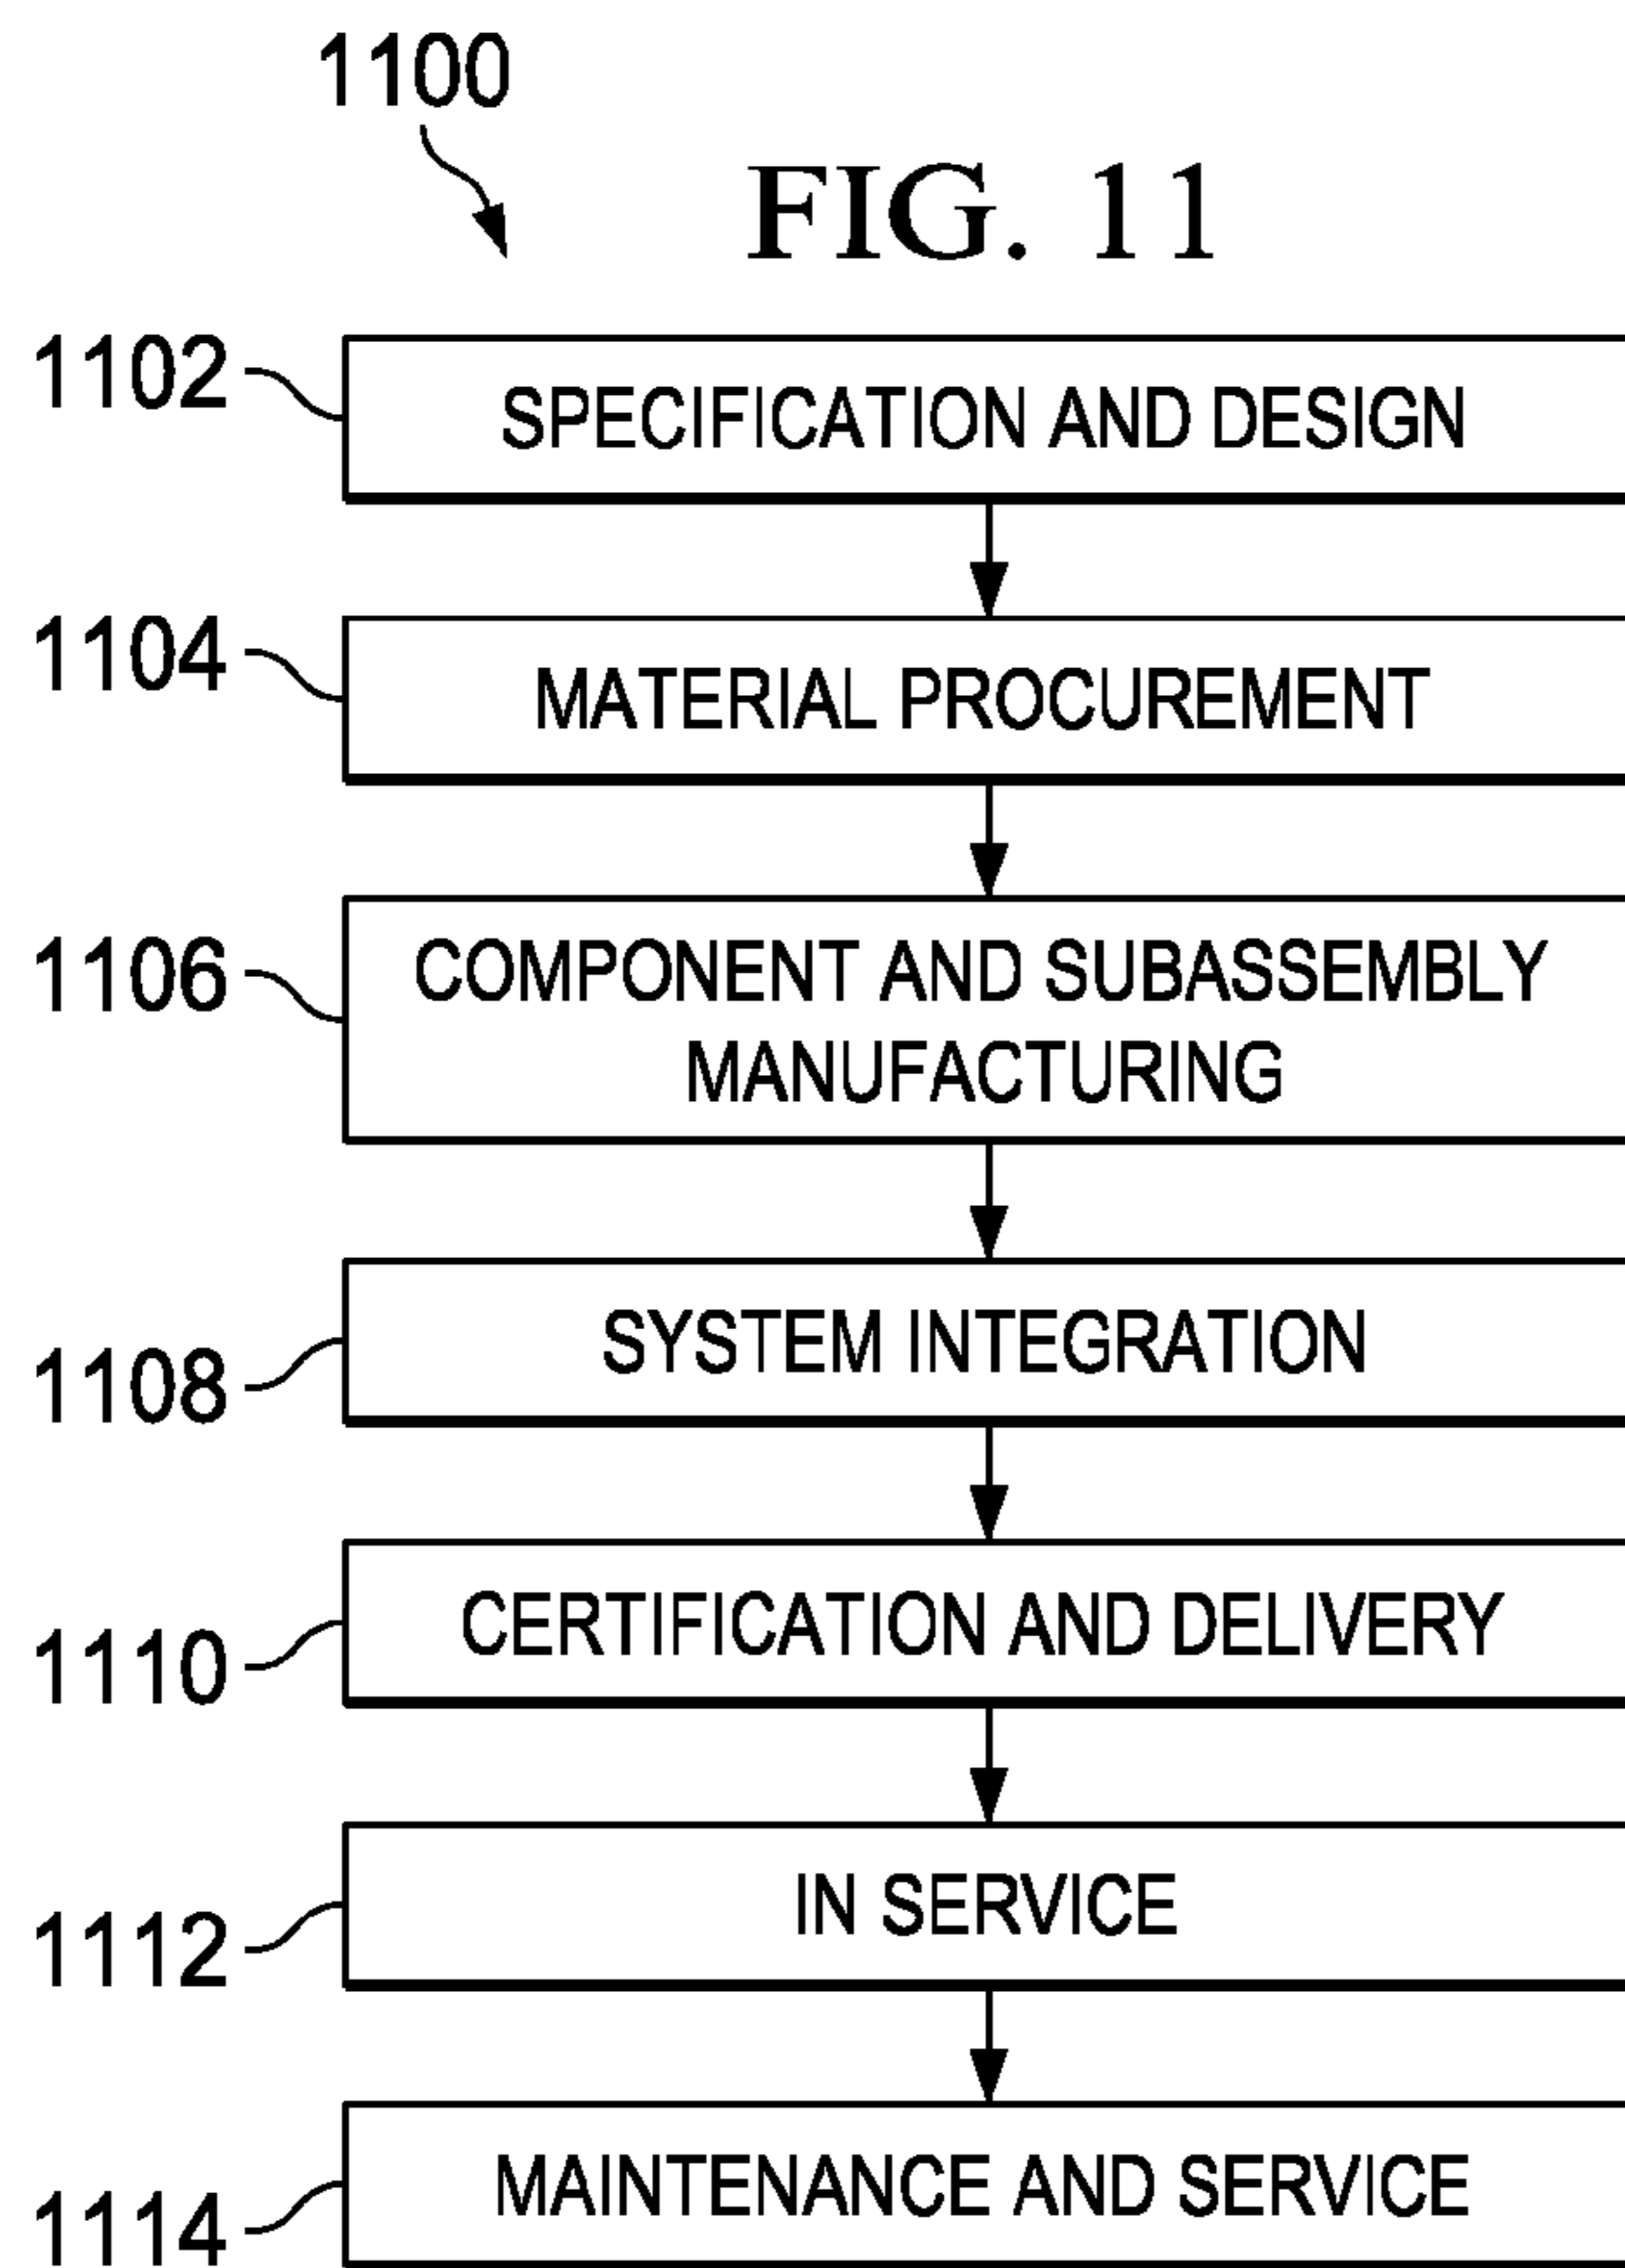 1100
FIG. 11
1102
SPECIFICATION AND DESIGN
1104
MATERIAL PROCUREMENT
1106
COMPONENT AND SUBASSEMBLY
MANUFACTURING
1108
SYSTEM INTEGRATION
1110
CERTIFICATION AND DELIVERY
1112
IN SERVICE
1114
MAINTENANCE AND SERVICE